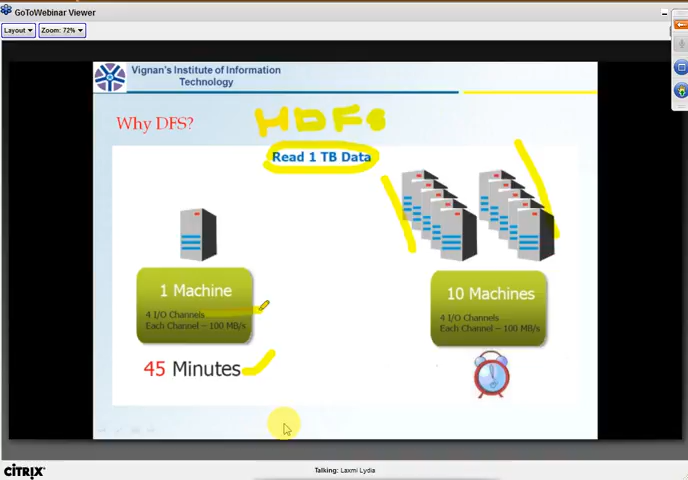 GoToWebinar Viewer
Layout
Zoom: 72%
Vignan's Institute of Information
Technology
Why DFS?
HDFS
Read 1 TB Data
1 Machine
4 I/O Channels
Each Channel – 100 MB/s
45 Minutes
10 Machines
4 I/O Channels
Each Channel – 100 MB/s
CİTRIX
Talking: Laxmi Lydia